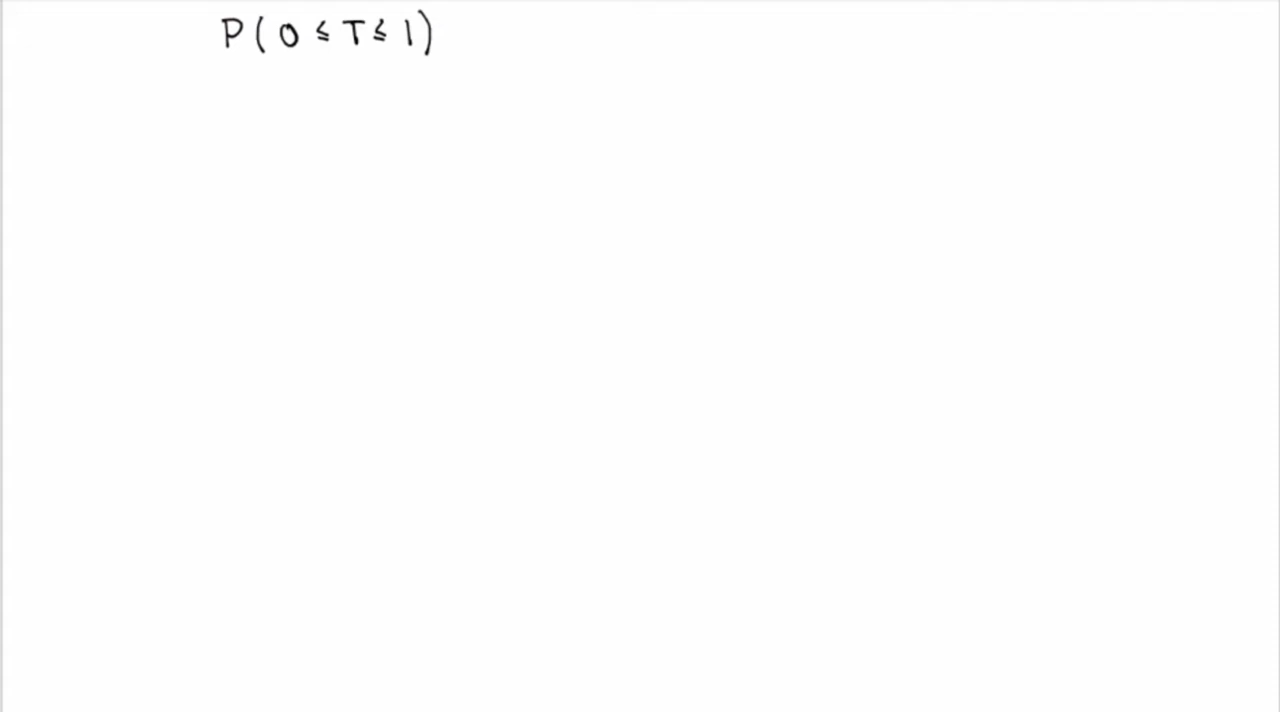 P(0 ≤ T ≤ 1)